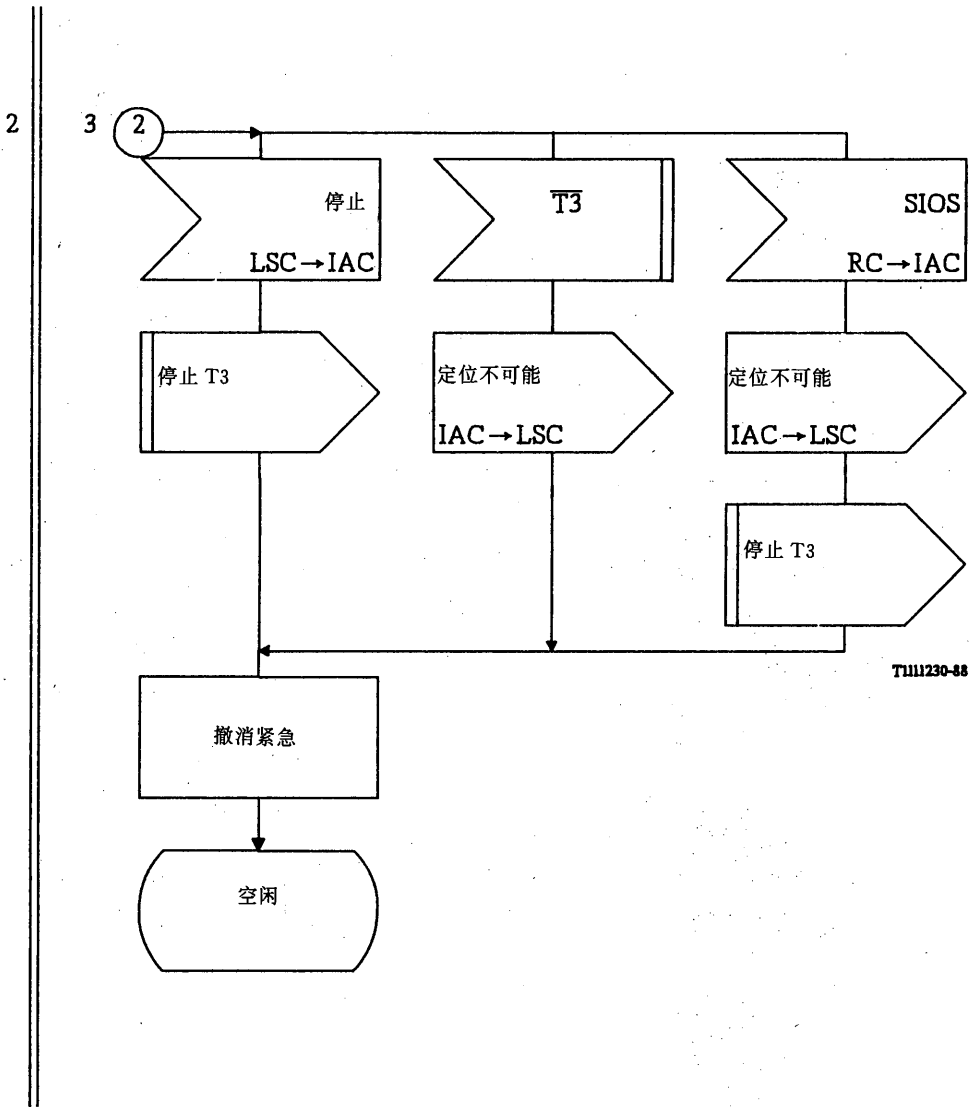 2 3 2
停止
LSC→IAC
T3
SIOS
RC→IAC
停止 T3
定位不可能
IAC→LSC
定位不可能
IAC→LSC
停止 T3
T1111230-88
撤消紧急
空闲